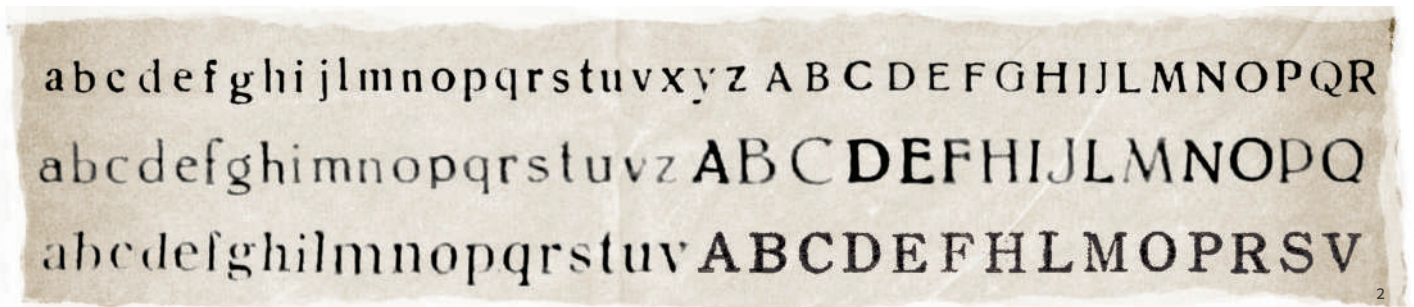 a b c d e f g h i j l m n o p q r s t u v x y z A B C D E F G H I J L M N O P Q R
a b c d e f g h i m n o p q r s t u v z A B C D E F H I J L M N O P Q
a b c d e f g h i l m n o p q r s t u v A B C D E F H L M O P R S V
2